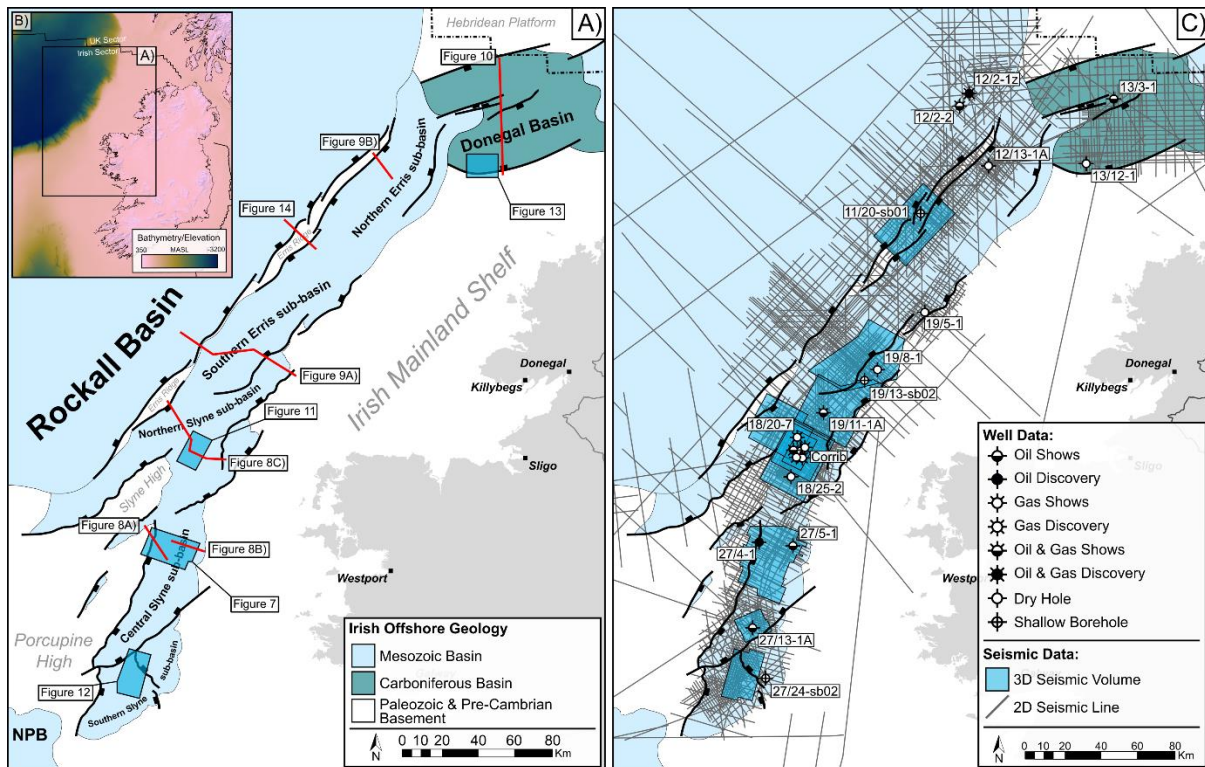 B)
UK Sector
Irish Sector
A)
Bathymetry/Elevation
350 MASL -3200
A)
Hebridean Platform
Figure 10
Donegal Basin
Figure 9B)
Northern Erris sub-basin
Figure 13
Figure 14
Erris Ridge
Rockall Basin
Southern Erris sub-basin
Irish Mainland Shelf
Figure 9A)
Erris Ridge
Northern Slyne sub-basin
Figure 11
Figure 8C)
Slyne High
Figure 8A)
Figure 8B)
Central Slyne sub-basin
Figure 7
Porcupine High
Figure 12
Southern Slyne
sub-basin
NPB
Donegal
Killybegs
Sligo
Westport
Irish Offshore Geology
Mesozoic Basin
Carboniferous Basin
Paleozoic & Pre-Cambrian
Basement
N
0 10 20 40 60 80
Km
C)
12/2-1z
12/2-2
13/3-1
12/13-1A
13/12-1
11/20-sb01
19/5-1
19/8-1
19/13-sb02
18/20-7
19/11-1A
Corrib
18/25-2
27/5-1
27/4-1
27/13-1A
27/24-sb02
Donegal
Killybegs
Sligo
Westpo
Well Data:
Oil Shows
Oil Discovery
Gas Shows
Gas Discovery
Oil & Gas Shows
Oil & Gas Discovery
Dry Hole
Shallow Borehole
Seismic Data:
3D Seismic Volume
2D Seismic Line
N
0 10 20 40 60 80
Km